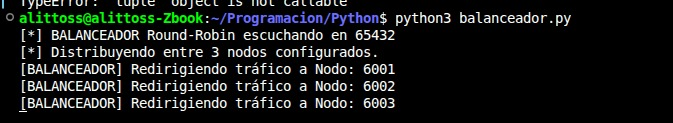 TypeError: 'tuple' object is not callable
alittoss@alittoss-Zbook:~/Programacion/Python$ python3 balanceador.py
[*] BALANCEADOR Round-Robin escuchando en 65432
[*] Distribuyendo entre 3 nodos configurados.
[BALANCEADOR] Redirigiendo tráfico a Nodo: 6001
[BALANCEADOR] Redirigiendo tráfico a Nodo: 6002
[BALANCEADOR] Redirigiendo tráfico a Nodo: 6003